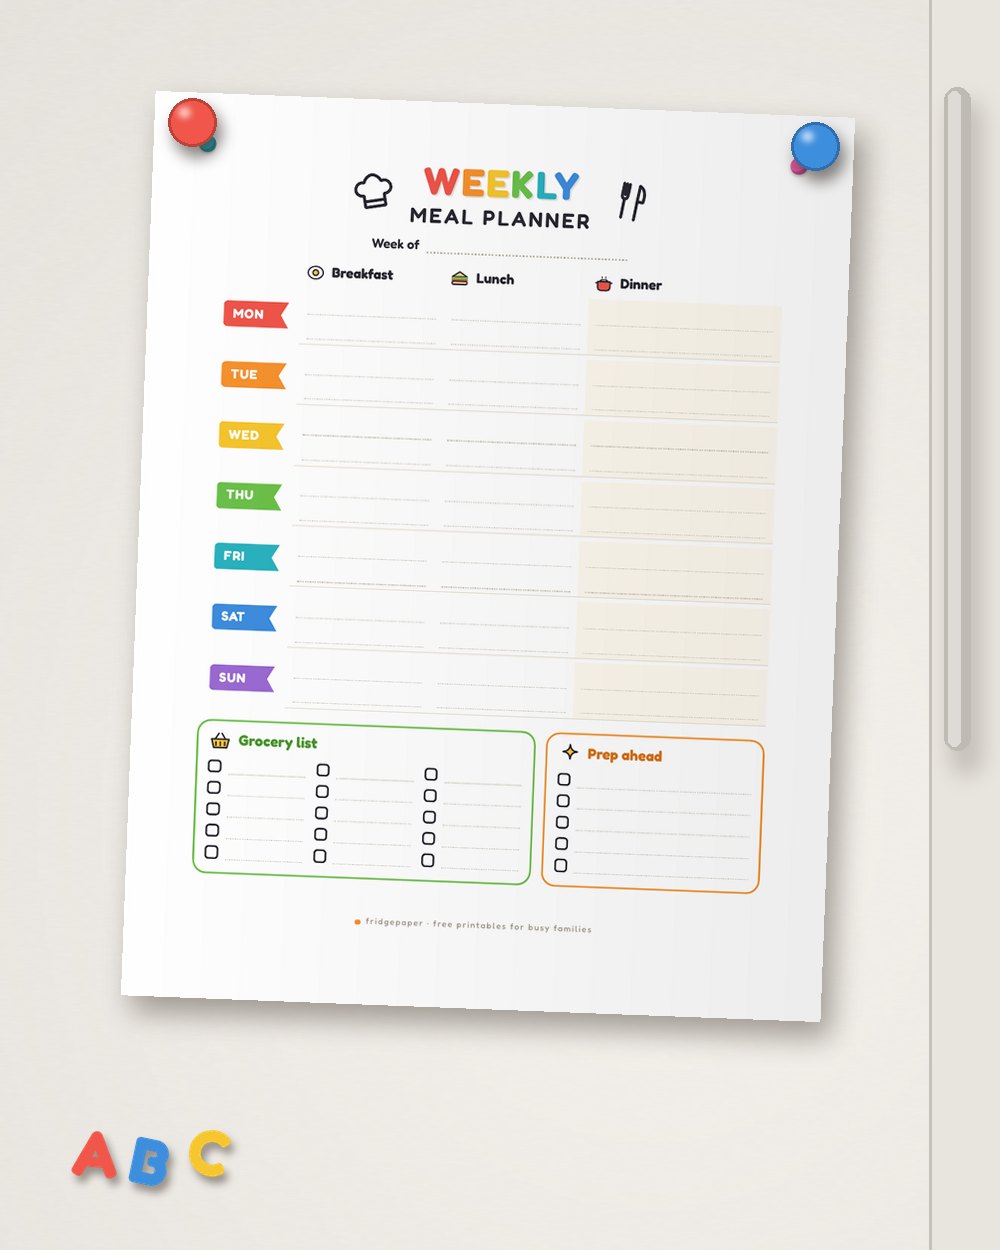 WEEKLY
MEAL PLANNER
Week of
Breakfast Lunch Dinner
MON
TUE
WED
THU
FRI
SAT
SUN
Grocery list
Prep ahead
fridgepaper · free printables for busy families
A B C